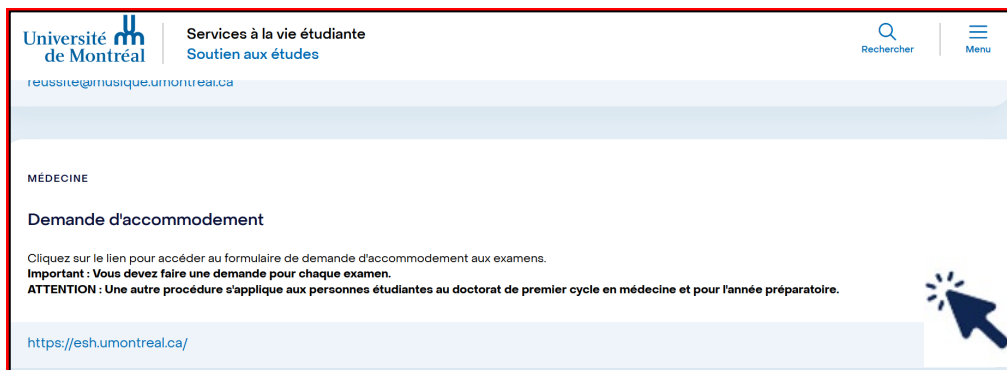 Université
de Montréal
Services à la vie étudiante
Soutien aux études
Rechercher
Menu
reussite@musique.umontreal.ca
MÉDECINE
Demande d'accommodement
Cliquez sur le lien pour accéder au formulaire de demande d'accommodement aux examens.
Important : Vous devez faire une demande pour chaque examen.
ATTENTION : Une autre procédure s'applique aux personnes étudiantes au doctorat de premier cycle en médecine et pour l'année préparatoire.
https://esh.umontreal.ca/